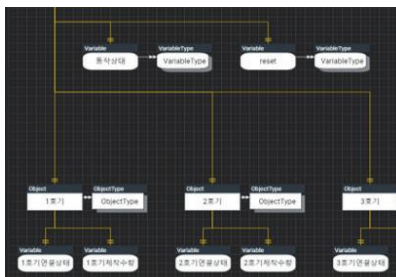 Variable VariableType Variable VariableType
동작상태 VariableType reset VariableType
Object ObjectType Object ObjectType Object
1호기 ObjectType 2호기 ObjectType 3호기
Variable Variable Variable Variable Variable
1호기연결상태 1호기제작수량 2호기연결상태 2호기제작수량 3호기연결상태